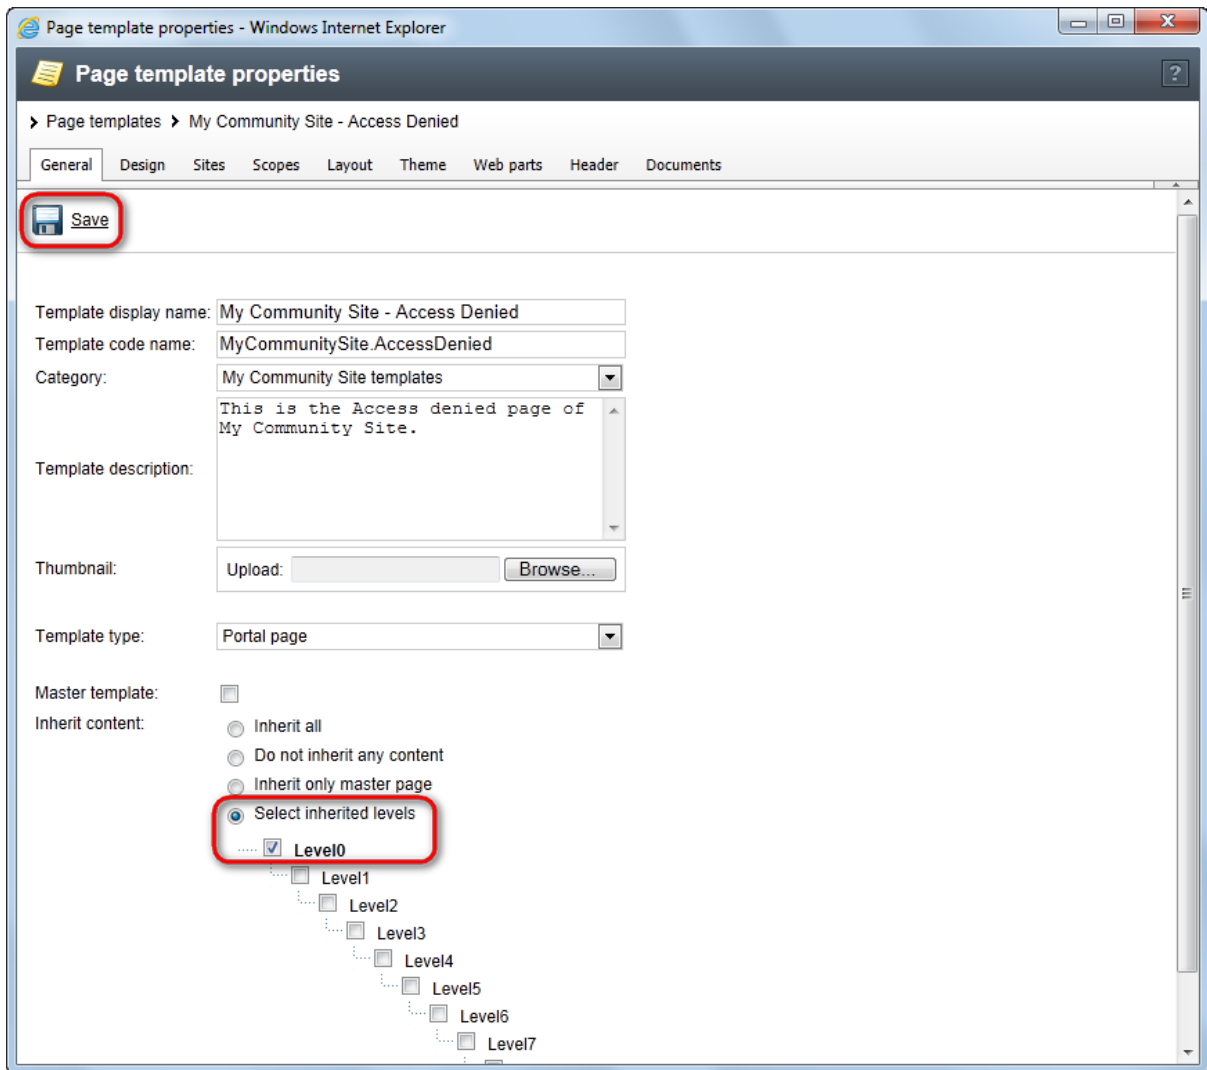 Page template properties - Windows Internet Explorer
x
Page template properties
?
Page templates > My Community Site - Access Denied
General Design Sites Scopes Layout Theme Web parts Header Documents
Save
Template display name: My Community Site - Access Denied
Template code name: MyCommunitySite.AccessDenied
Category: My Community Site templates
This is the Access denied page of
My Community Site.
Template description:
Thumbnail: Upload: Browse...
Template type: Portal page
Master template:
Inherit content:
Inherit all
Do not inherit any content
Inherit only master page
Select inherited levels
Level0
Level1
Level2
Level3
Level4
Level5
Level6
Level7